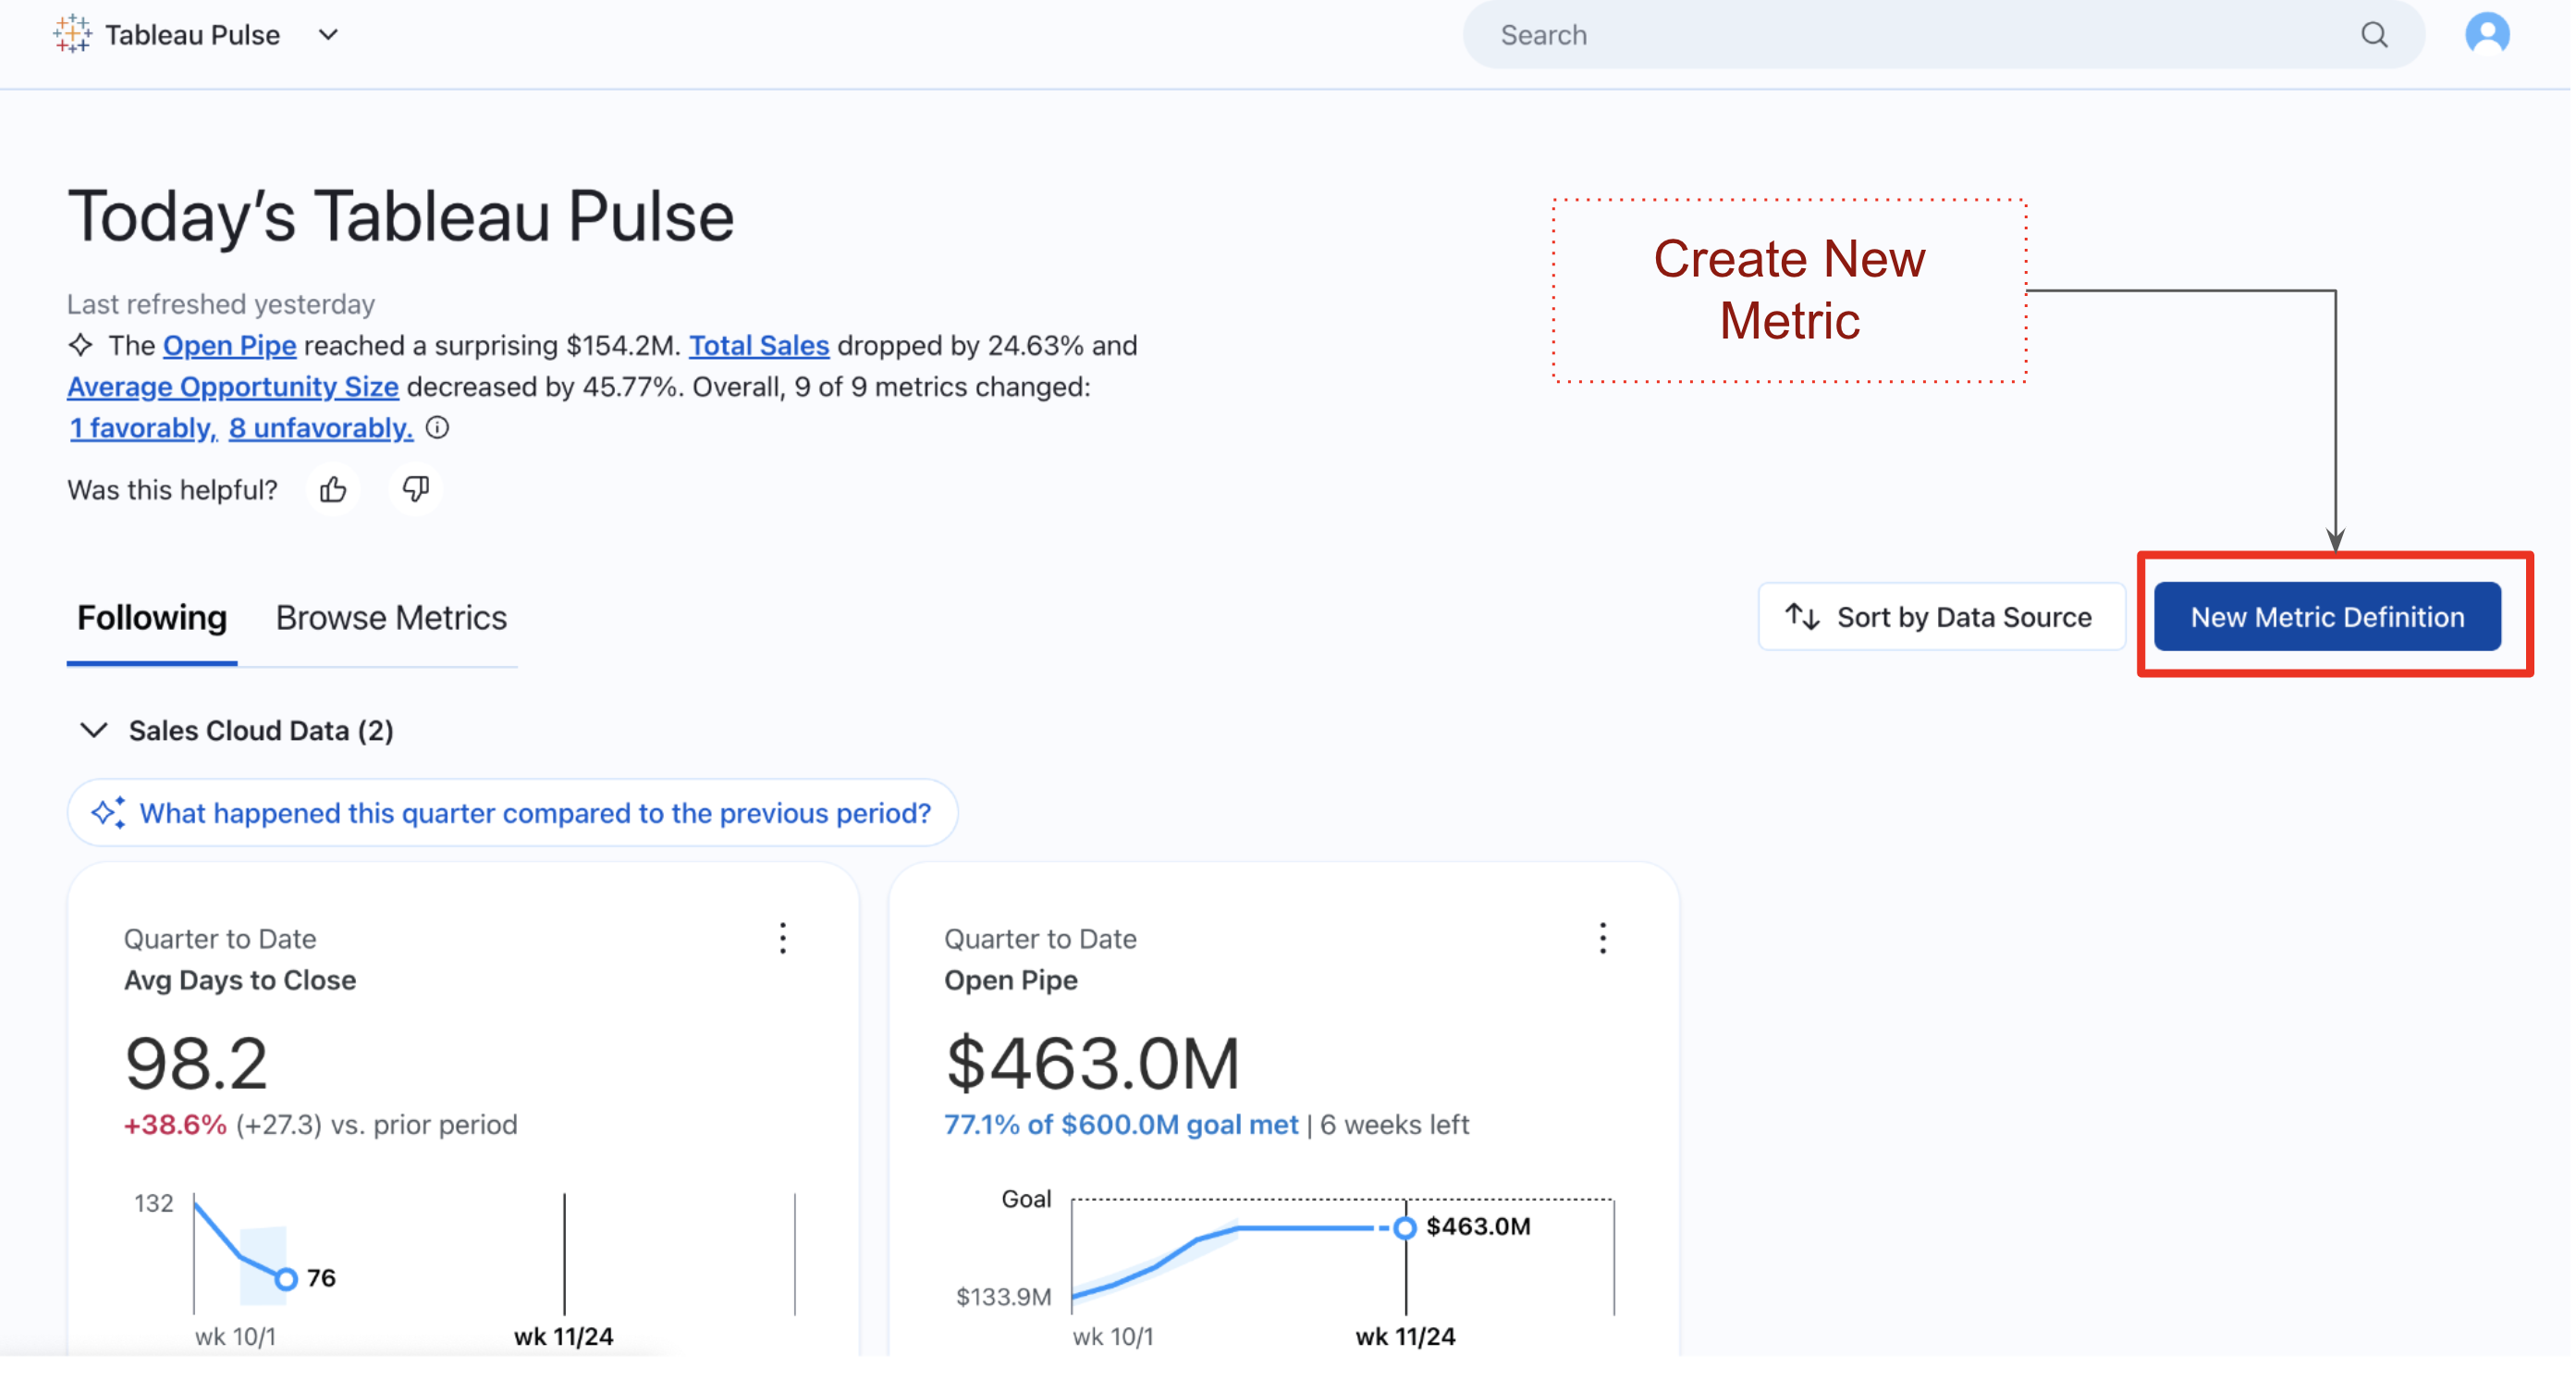 Tableau Pulse
Search
Today’s Tableau Pulse
Create New
Metric
Last refreshed yesterday
The Open Pipe reached a surprising $154.2M. Total Sales dropped by 24.63% and
Average Opportunity Size decreased by 45.77%. Overall, 9 of 9 metrics changed:
1 favorably, 8 unfavorably.
Was this helpful?
Following
Browse Metrics
Sort by Data Source
New Metric Definition
Sales Cloud Data (2)
What happened this quarter compared to the previous period?
Quarter to Date
Avg Days to Close
98.2
+38.6% (+27.3) vs. prior period
132
76
wk 10/1
wk 11/24
Quarter to Date
Open Pipe
$463.0M
77.1% of $600.0M goal met | 6 weeks left
Goal
$463.0M
$133.9M
wk 10/1
wk 11/24